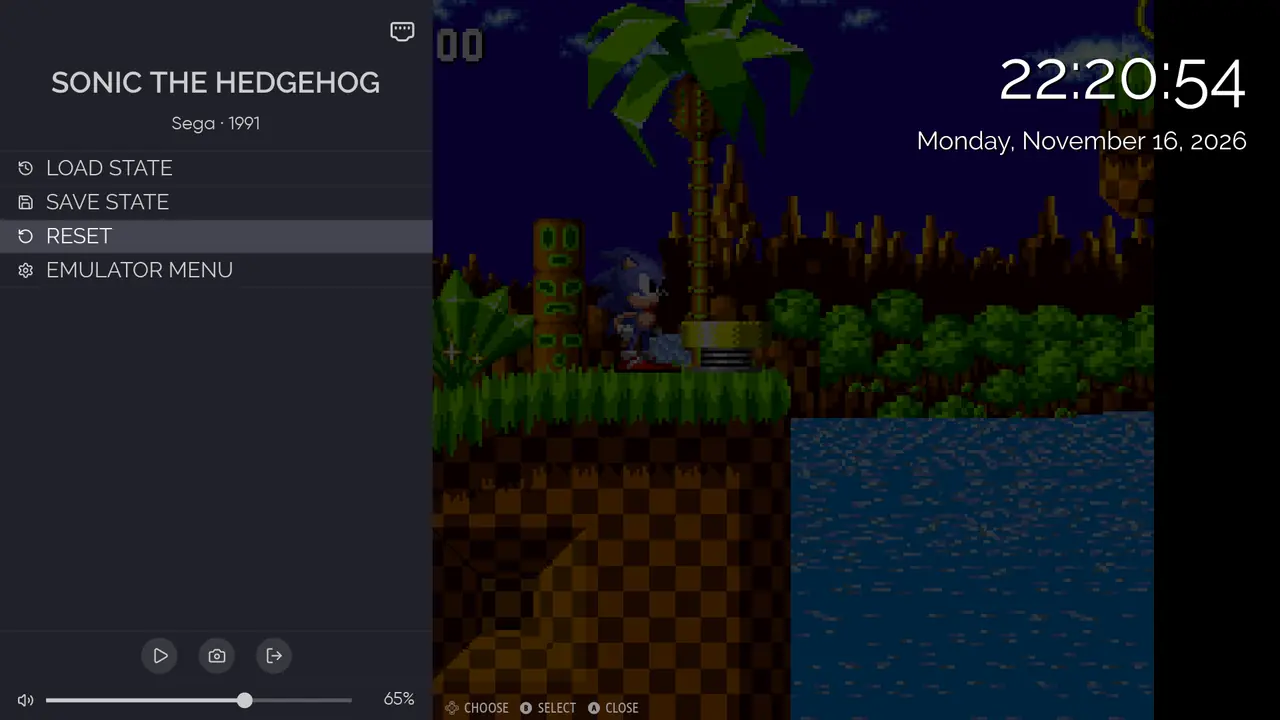 SONIC THE HEDGEHOG
Sega · 1991
LOAD STATE
SAVE STATE
RESET
EMULATOR MENU
65%
00
22:20:54
Monday, November 16, 2026
CHOOSE B SELECT A CLOSE